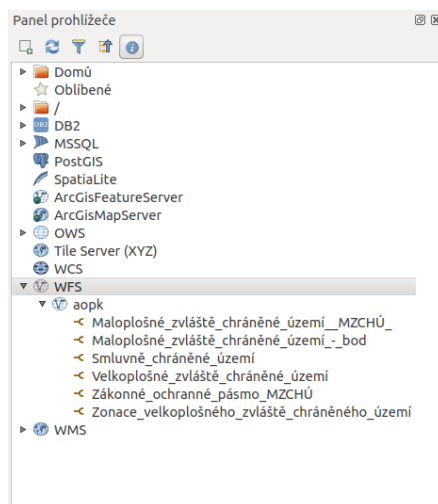 Panel prohlížeče
Domů
Oblíbené
/
DB2
MSSQL
PostGIS
SpatiaLite
ArcGisFeatureServer
ArcGisMapServer
OWS
Tile Server (XYZ)
WCS
WFS
aopk
Maloplošné_zvláště_chráněné_území__MZCHÚ_
Maloplošné_zvláště_chráněné_území_-_bod
Smluvně_chráněné_území
Velkoplošné_zvláště_chráněné_území
Zákonné_ochranné_pásmo_MZCHÚ
Zonace_velkoplošného_zvláště_chráněného_území
WMS